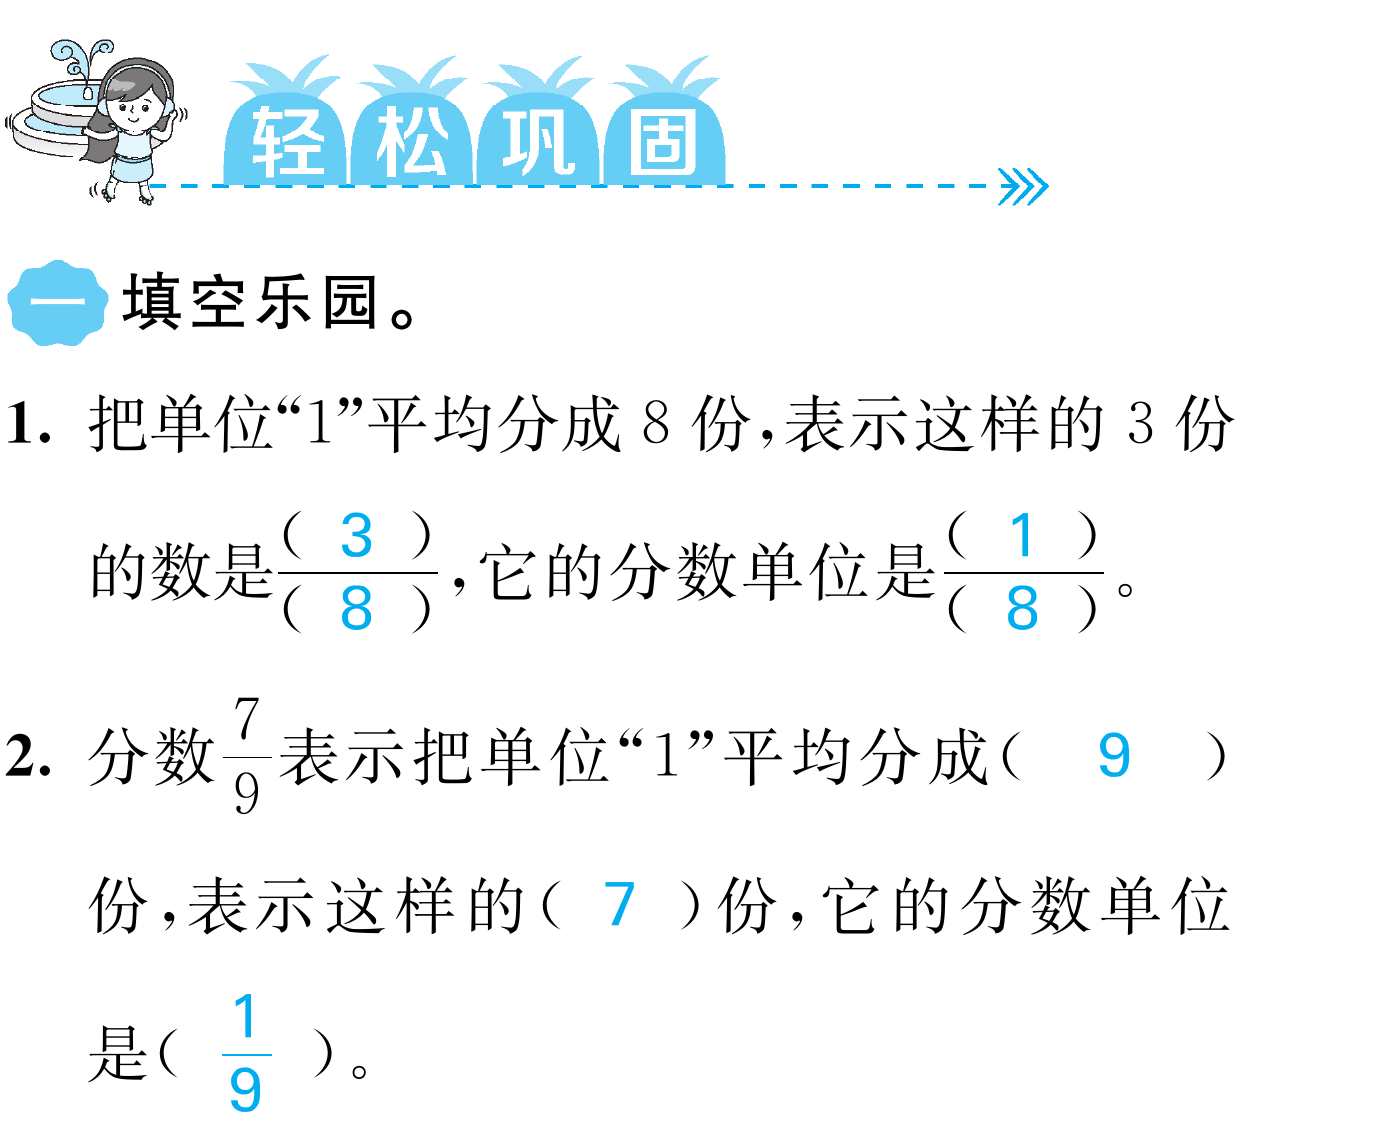 轻松巩固
一 填空乐园。
1. 把单位“1”平均分成 8 份,表示这样的 3 份
的数是( 3 )/( 8 ),它的分数单位是( 1 )/( 8 )。
2. 分数7/9表示把单位“1”平均分成( 9 )
份,表示这样的( 7 )份,它的分数单位
是( 1/9 )。